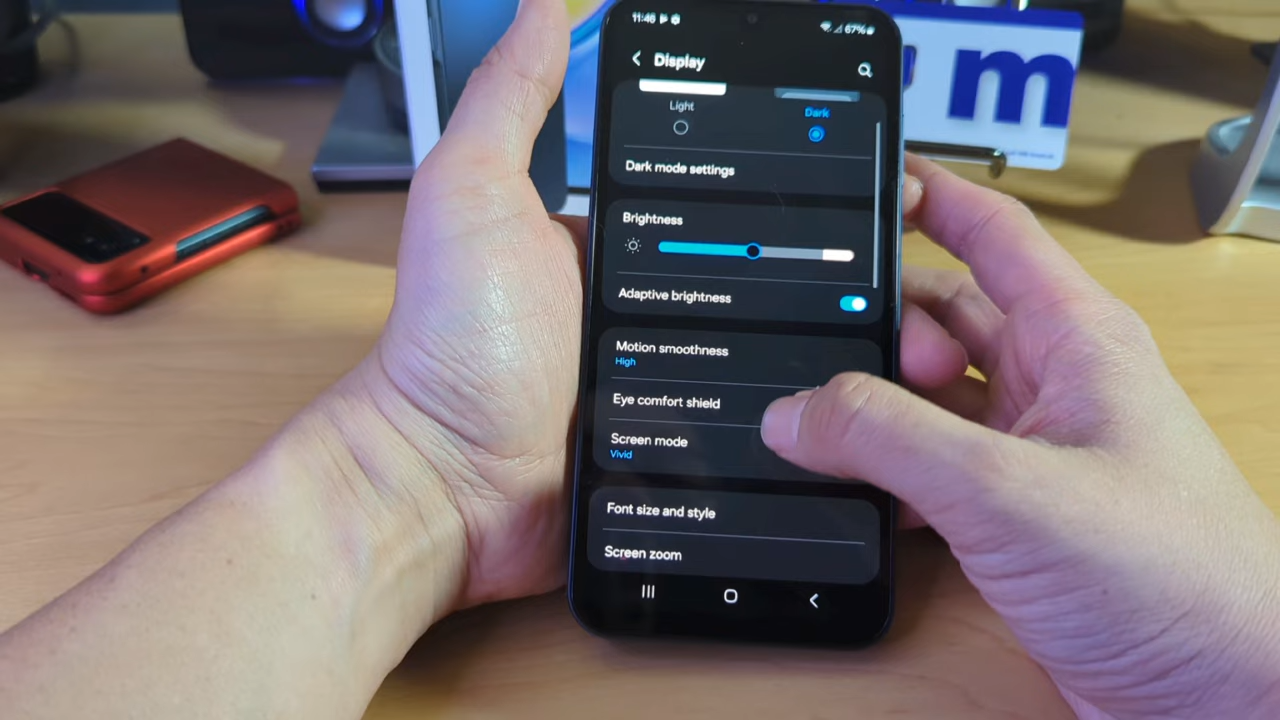 11:46
67%
Display
Light
Dark
Dark mode settings
Brightness
Adaptive brightness
Motion smoothness
High
Eye comfort shield
Screen mode
Vivid
Font size and style
Screen zoom
m